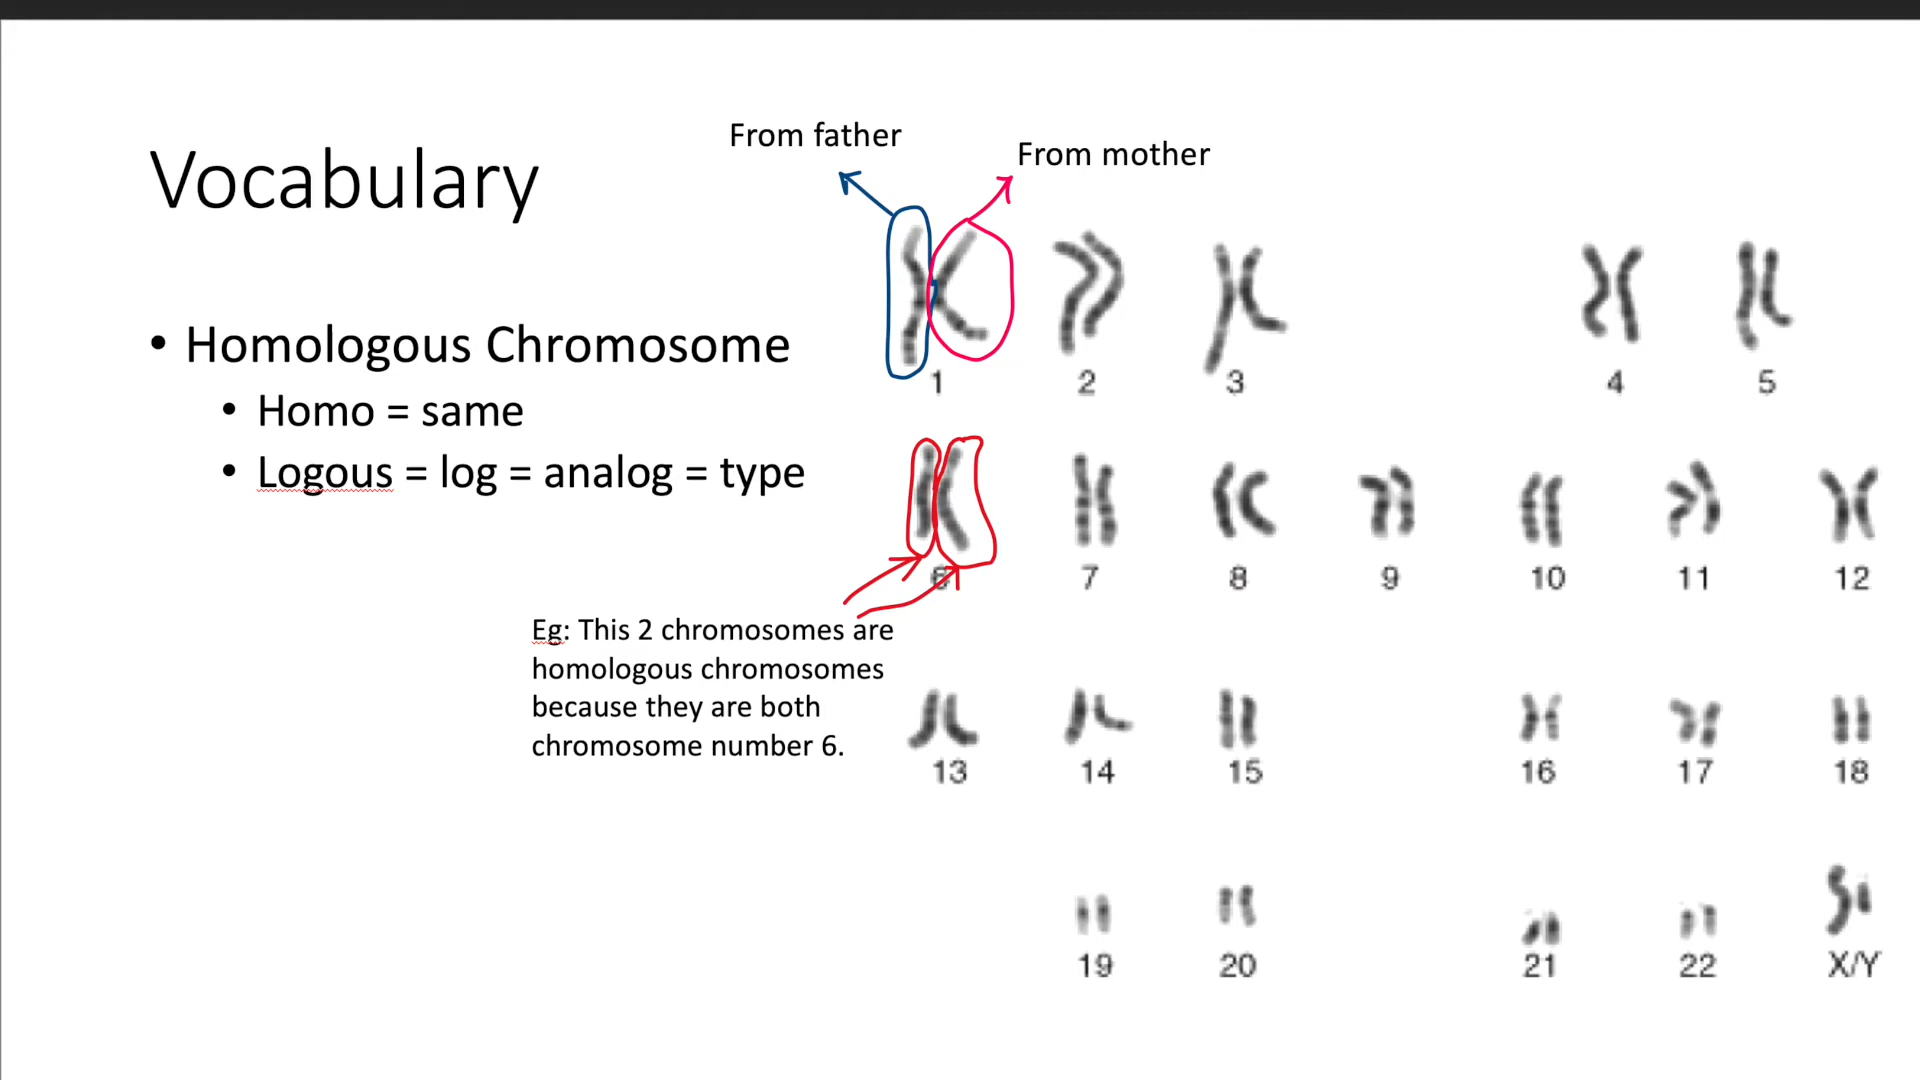 Vocabulary
From father
From mother
• Homologous Chromosome
• Homo = same
• Logous = log = analog = type
1 2 3 4 5
6 7 8 9 10 11 12
Eg: This 2 chromosomes are
homologous chromosomes
because they are both
chromosome number 6.
13 14 15 16 17 18
19 20 21 22 X/Y